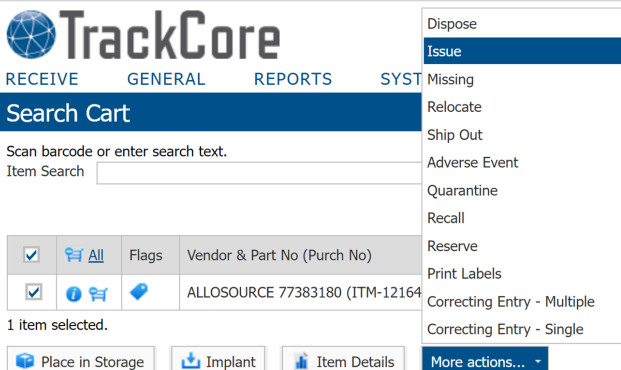 TrackCore
RECEIVE GENERAL REPORTS SYST
Search Cart
Scan barcode or enter search text.
Item Search
All Flags Vendor & Part No (Purch No)
ALLOSOURCE 77383180 (ITM-12164
1 item selected.
Place in Storage Implant Item Details More actions...
Dispose
Issue
Missing
Relocate
Ship Out
Adverse Event
Quarantine
Recall
Reserve
Print Labels
Correcting Entry - Multiple
Correcting Entry - Single